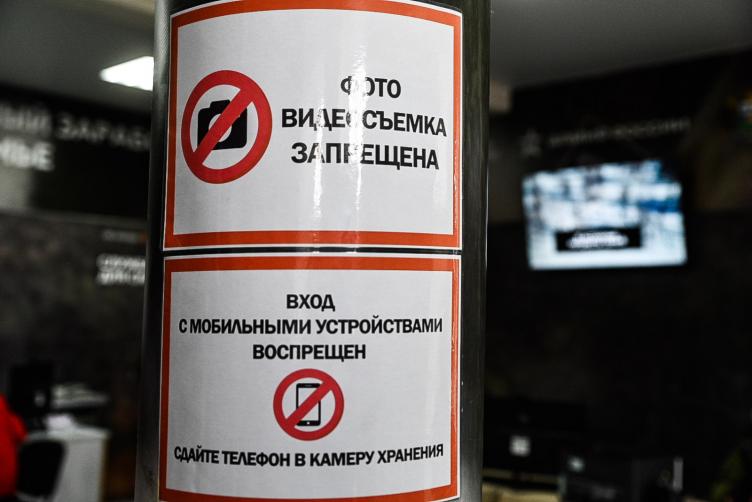 ФОТО
ВИДЕОСЪЕМКА
ЗАПРЕЩЕНА
ВХОД
С МОБИЛЬНЫМИ УСТРОЙСТВАМИ
ВОСПРЕЩЕН
СДАЙТЕ ТЕЛЕФОН В КАМЕРУ ХРАНЕНИЯ